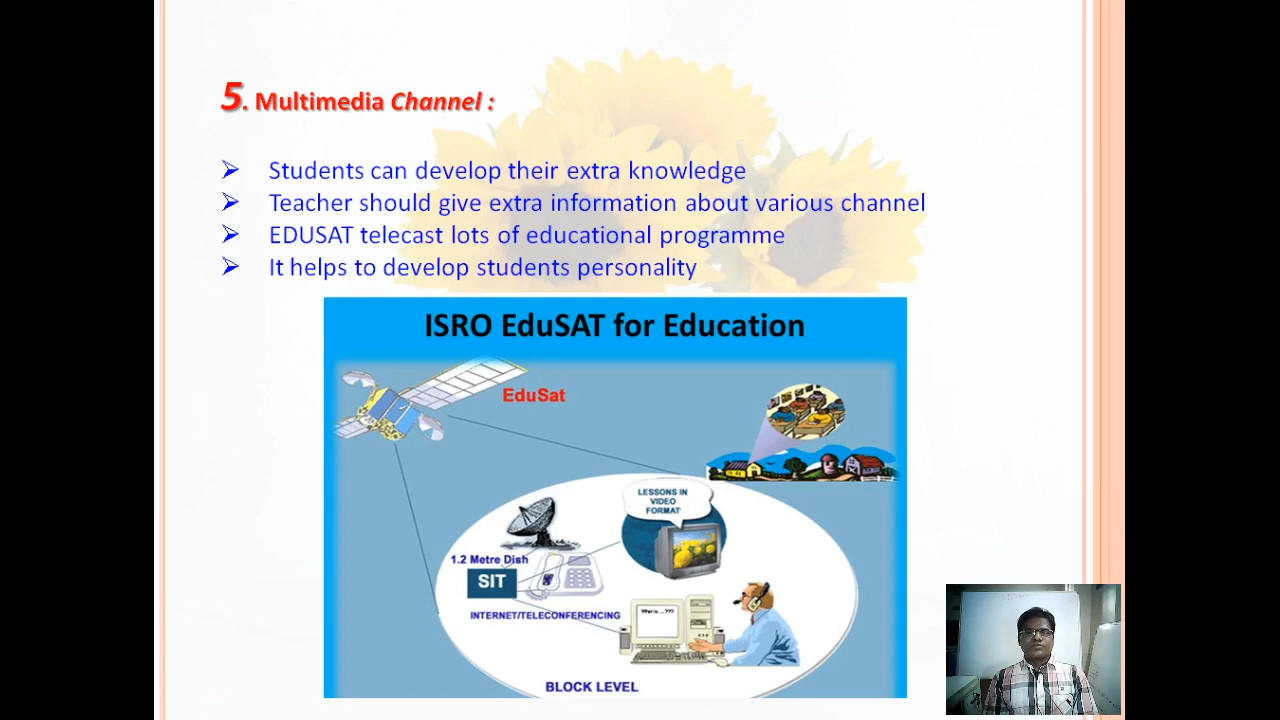 5. Multimedia Channel :
Students can develop their extra knowledge
Teacher should give extra information about various channel
EDUSAT telecast lots of educational programme
It helps to develop students personality
ISRO EduSAT for Education
EduSat
LESSONS IN
VIDEO
FORMAT
1.2 Metre Dish
SIT
INTERNET/TELECONFERENCING
BLOCK LEVEL